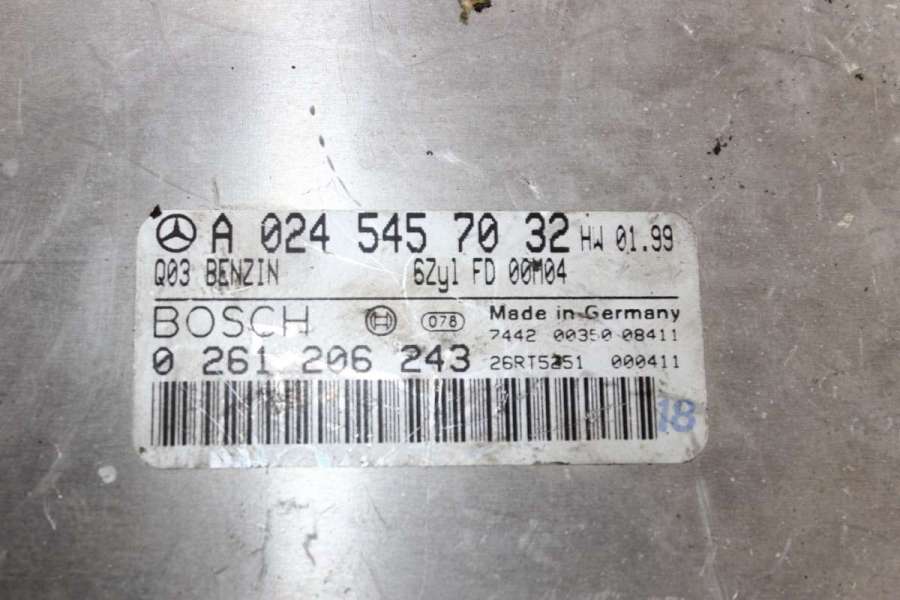 A 024 545 70 32 HW 01.99
Q03 BENZIN 6Zyl FD 00M04
BOSCH 078 Made in Germany
7442 00350 08411
0 261 206 243 26RT5251 000411
18